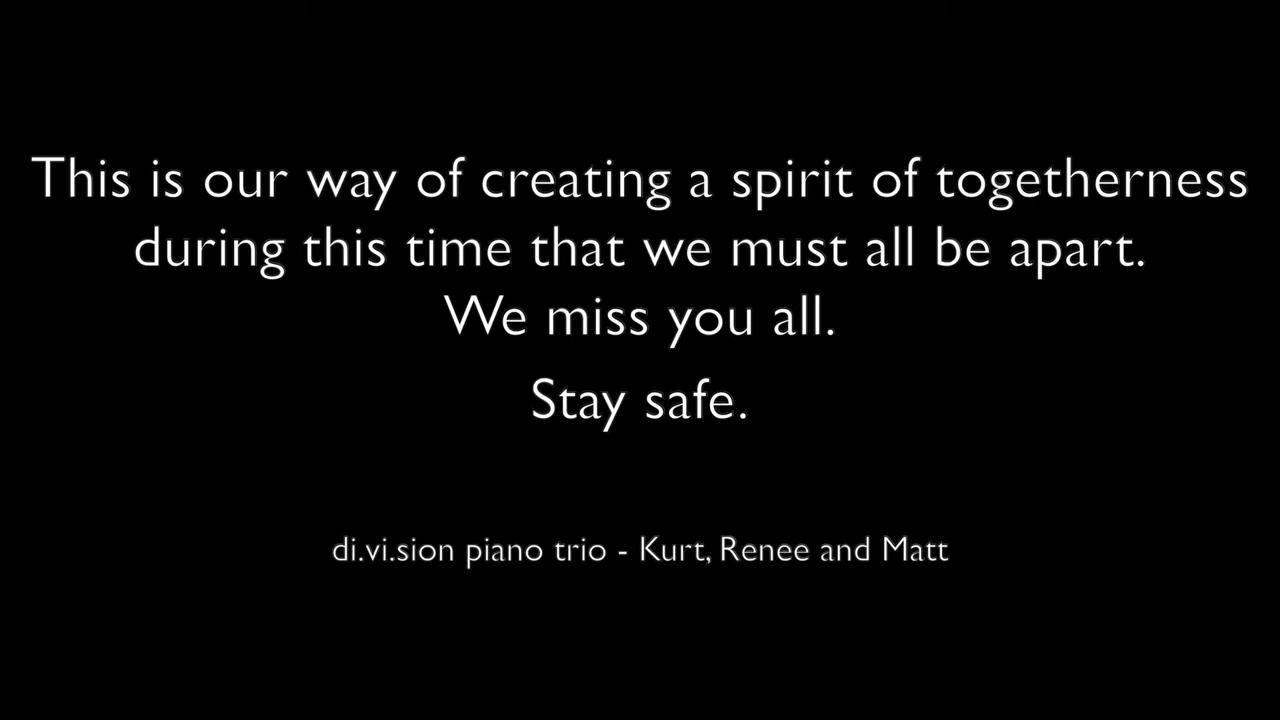 This is our way of creating a spirit of togetherness
during this time that we must all be apart.
We miss you all.
Stay safe.
di.vi.sion piano trio - Kurt, Renee and Matt